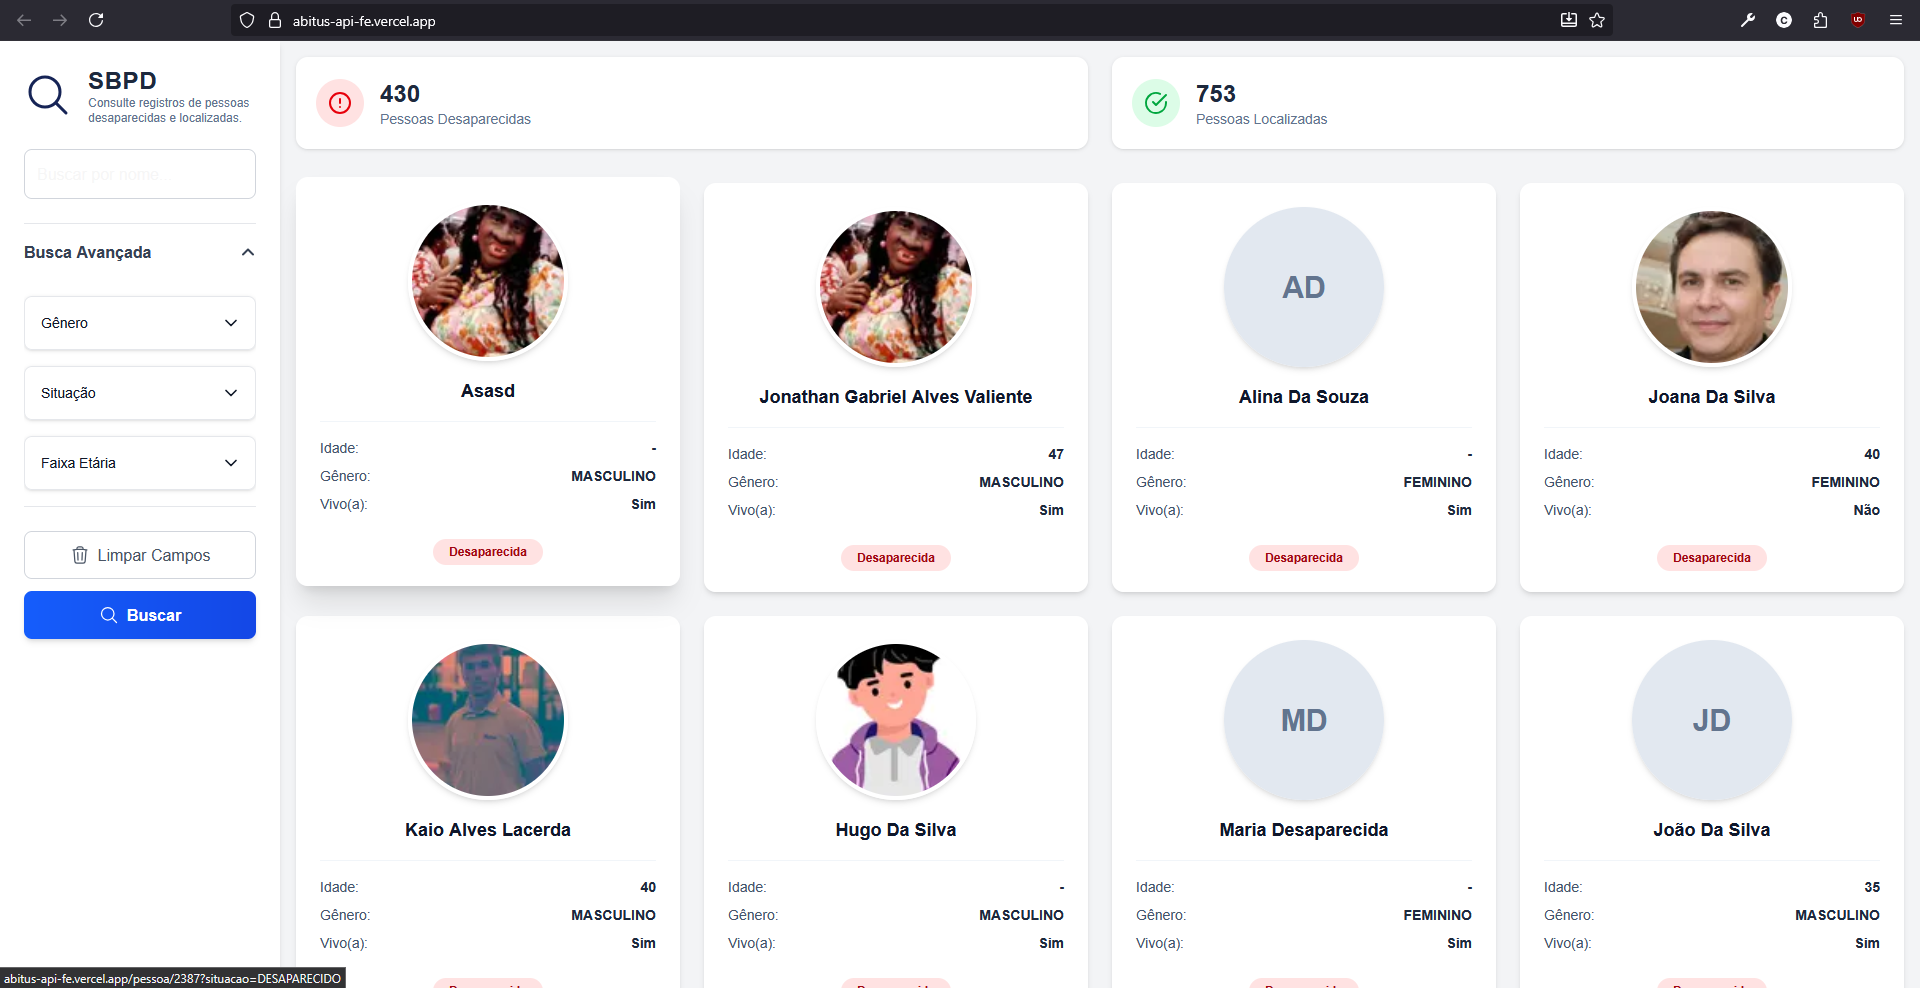 abitus-api-fe.vercel.app
SBPD
Consulte registros de pessoas
desaparecidas e localizadas.
Buscar por nome
Busca Avançada
Gênero
Situação
Faixa Etária
Limpar Campos
Buscar
430
Pessoas Desaparecidas
753
Pessoas Localizadas
Asasd
Idade: -
Gênero: MASCULINO
Vivo(a): Sim
Desaparecida
Jonathan Gabriel Alves Valiente
Idade: 47
Gênero: MASCULINO
Vivo(a): Sim
Desaparecida
AD
Alina Da Souza
Idade: -
Gênero: FEMININO
Vivo(a): Sim
Desaparecida
Joana Da Silva
Idade: 40
Gênero: FEMININO
Vivo(a): Não
Desaparecida
Kaio Alves Lacerda
Idade: 40
Gênero: MASCULINO
Vivo(a): Sim
Hugo Da Silva
Idade: -
Gênero: MASCULINO
Vivo(a): Sim
MD
Maria Desaparecida
Idade: -
Gênero: FEMININO
Vivo(a): Sim
JD
João Da Silva
Idade: 35
Gênero: MASCULINO
Vivo(a): Sim
abitus-api-fe.vercel.app/pessoa/2387?situacao=DESAPARECIDO